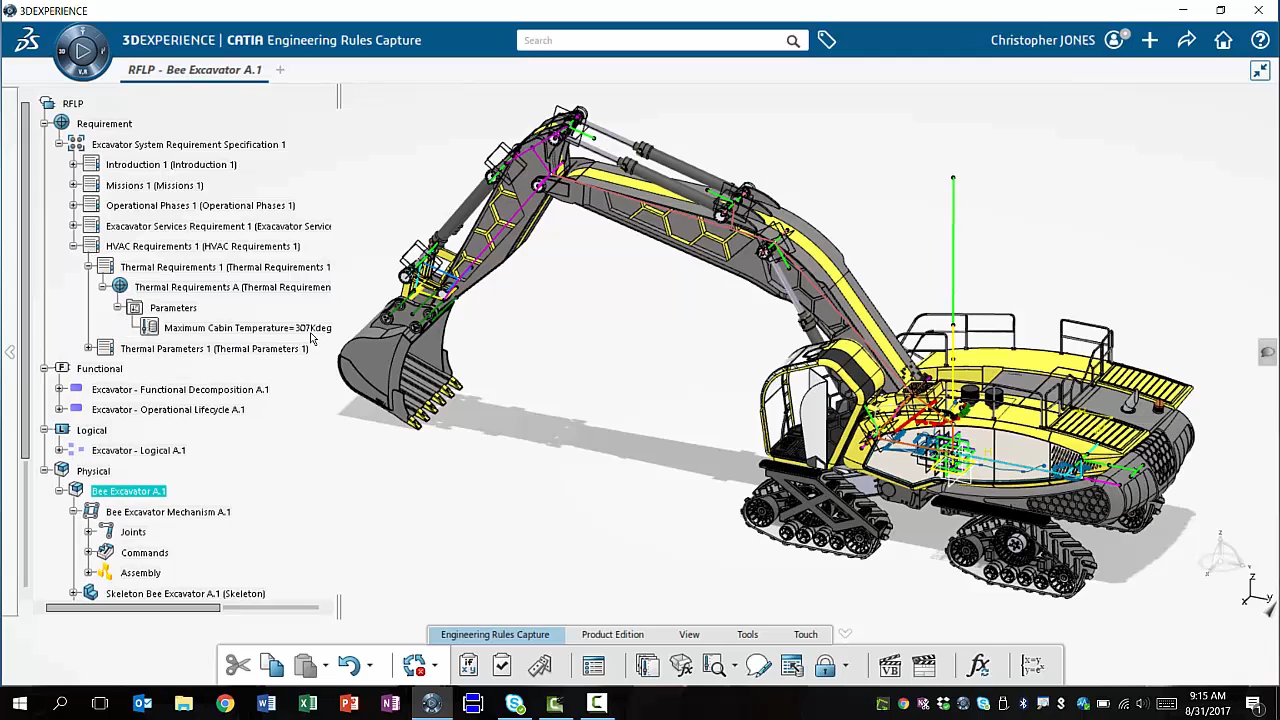 3DEXPERIENCE
3DEXPERIENCE | CATIA Engineering Rules Capture
Search
Christopher JONES
3D
V.R
RFLP - Bee Excavator A.1
RFLP
Requirement
Excavator System Requirement Specification 1
Introduction 1 (Introduction 1)
Missions 1 (Missions 1)
Operational Phases 1 (Operational Phases 1)
Exacavator Services Requirement 1 (Exacavator Service
HVAC Requirements 1 (HVAC Requirements 1)
Thermal Requirements 1 (Thermal Requirements 1
Thermal Requirements A (Thermal Requiremen
Parameters
Maximum Cabin Temperature=307Kdeg
Thermal Parameters 1 (Thermal Parameters 1)
Functional
Excavator - Functional Decomposition A.1
Excavator - Operational Lifecycle A.1
Logical
Excavator - Logical A.1
Physical
Bee Excavator A.1
Bee Excavator Mechanism A.1
Joints
Commands
Assembly
Skeleton Bee Excavator A.1 (Skeleton)
Z
X
Y
Engineering Rules Capture
Product Edition
View
Tools
Touch
9:15 AM
8/31/2017